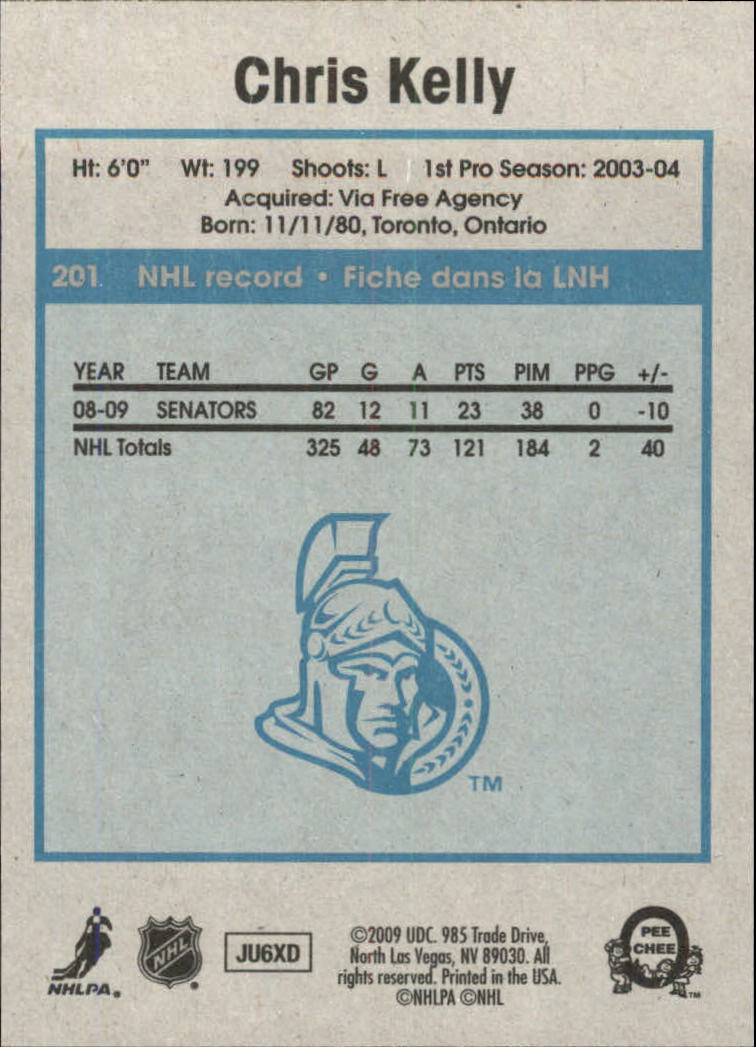 Chris Kelly
Ht: 6'0" Wt: 199 Shoots: L 1st Pro Season: 2003-04
Acquired: Via Free Agency
Born: 11/11/80, Toronto, Ontario
201 NHL record • Fiche dans la LNH
YEAR TEAM GP G A PTS PIM PPG +/-
08-09 SENATORS 82 12 11 23 38 0 -10
NHL Totals 325 48 73 121 184 2 40
TM
NHLPA.
NHL
JU6XD
©2009 UDC. 985 Trade Drive,
North Las Vegas, NV 89030. All
rights reserved. Printed in the USA.
©NHLPA ©NHL
O
PEE
CHEE
TM